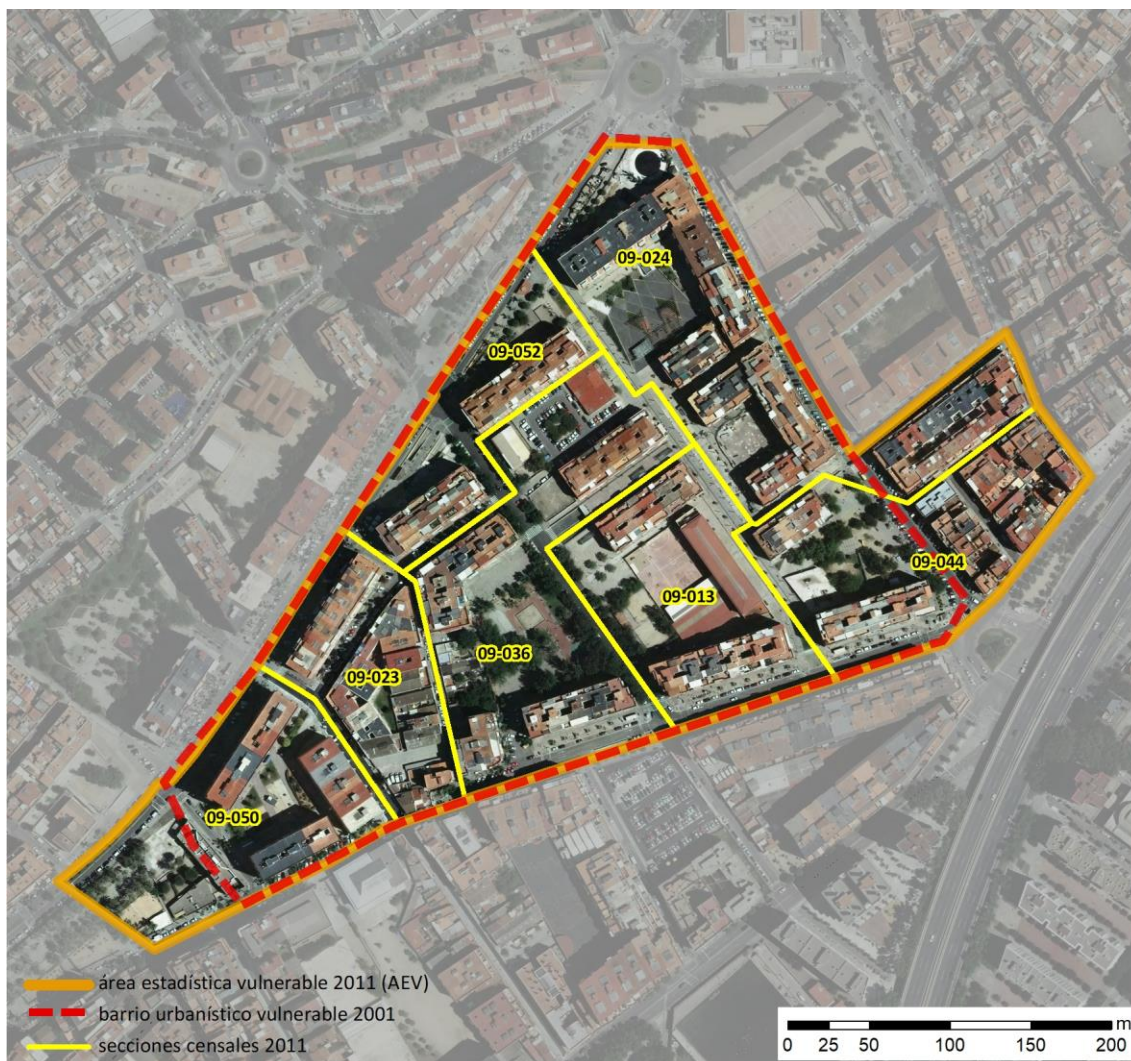 09-024
09-052
09-044
09-013
09-036
09-023
09-050
área estadística vulnerable 2011 (AEV)
barrio urbanístico vulnerable 2001
secciones censales 2011
m
0 25 50 100 150 200